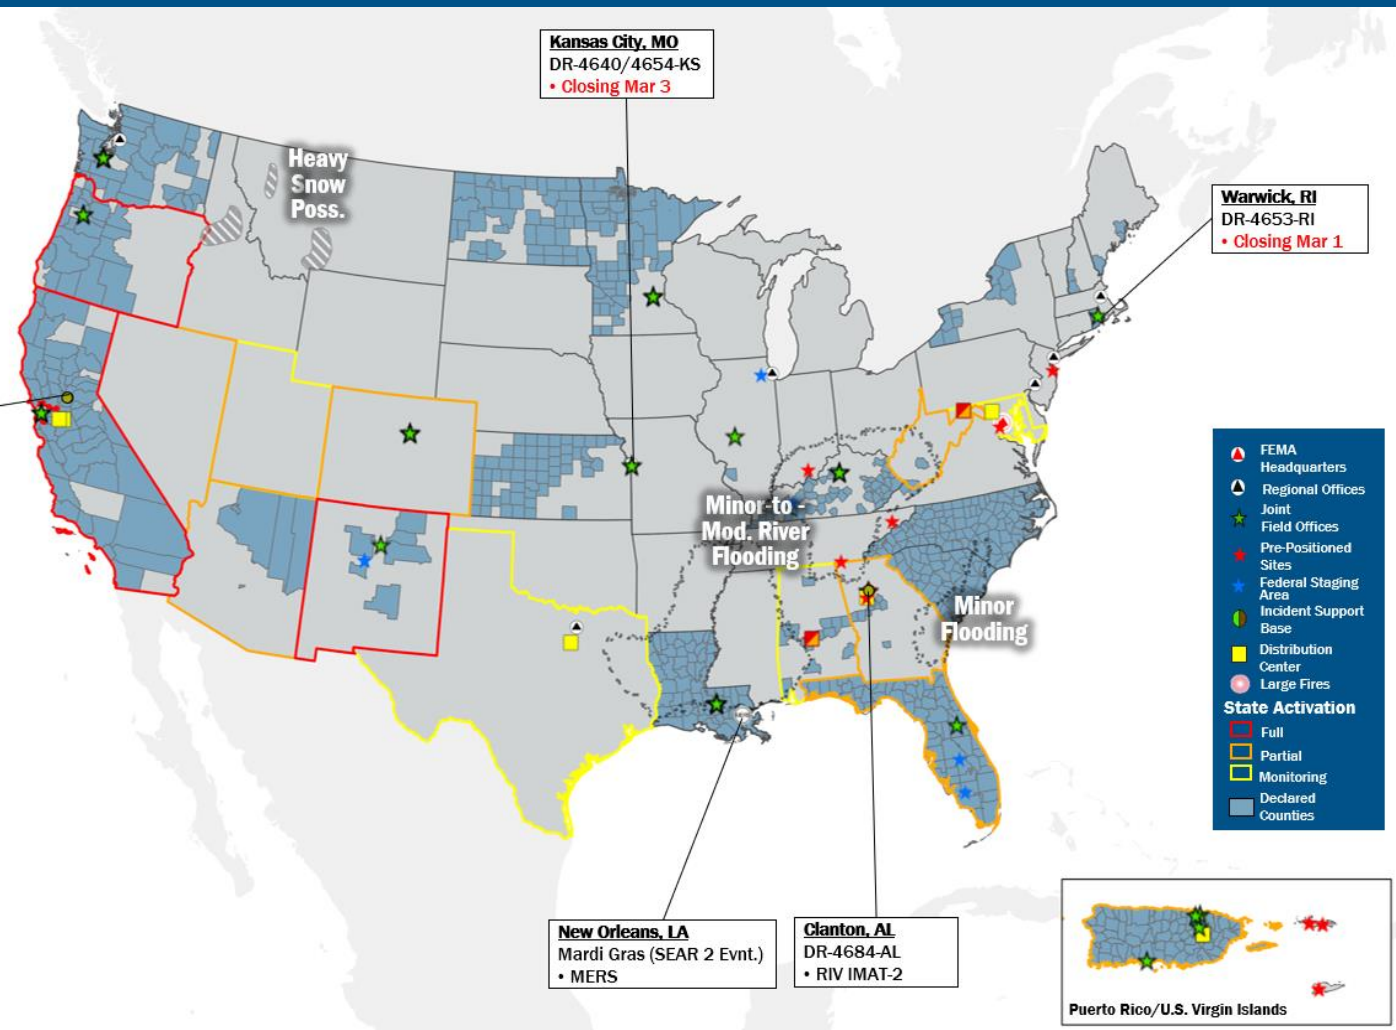 Kansas City, MO
DR-4640/4654-KS
• Closing Mar 3
Heavy
Snow
Poss.
Warwick, RI
DR-4653-RI
• Closing Mar 1
Minor-to -
Mod. River
Flooding
Minor
Flooding
FEMA
Headquarters
Regional Offices
Joint
Field Offices
Pre-Positioned
Sites
Federal Staging
Area
Incident Support
Base
Distribution
Center
Large Fires
State Activation
Full
Partial
Monitoring
Declared
Counties
New Orleans, LA
Mardi Gras (SEAR 2 Evnt.)
• MERS
Clanton, AL
DR-4684-AL
• RIV IMAT-2
Puerto Rico/U.S. Virgin Islands